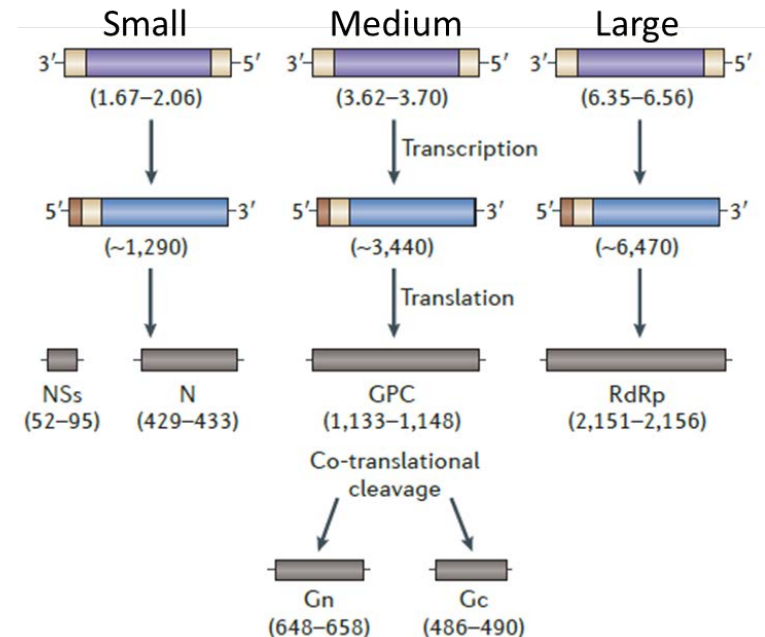 Small Medium Large
3′ 5′ 3′ 5′ 3′ 5′
(1.67–2.06) (3.62–3.70) (6.35–6.56)
Transcription
5′ 3′ 5′ 3′ 5′ 3′
(~1,290) (~3,440) (~6,470)
Translation
NSs N GPC RdRp
(52–95) (429–433) (1,133–1,148) (2,151–2,156)
Co-translational
cleavage
Gn Gc
(648–658) (486–490)